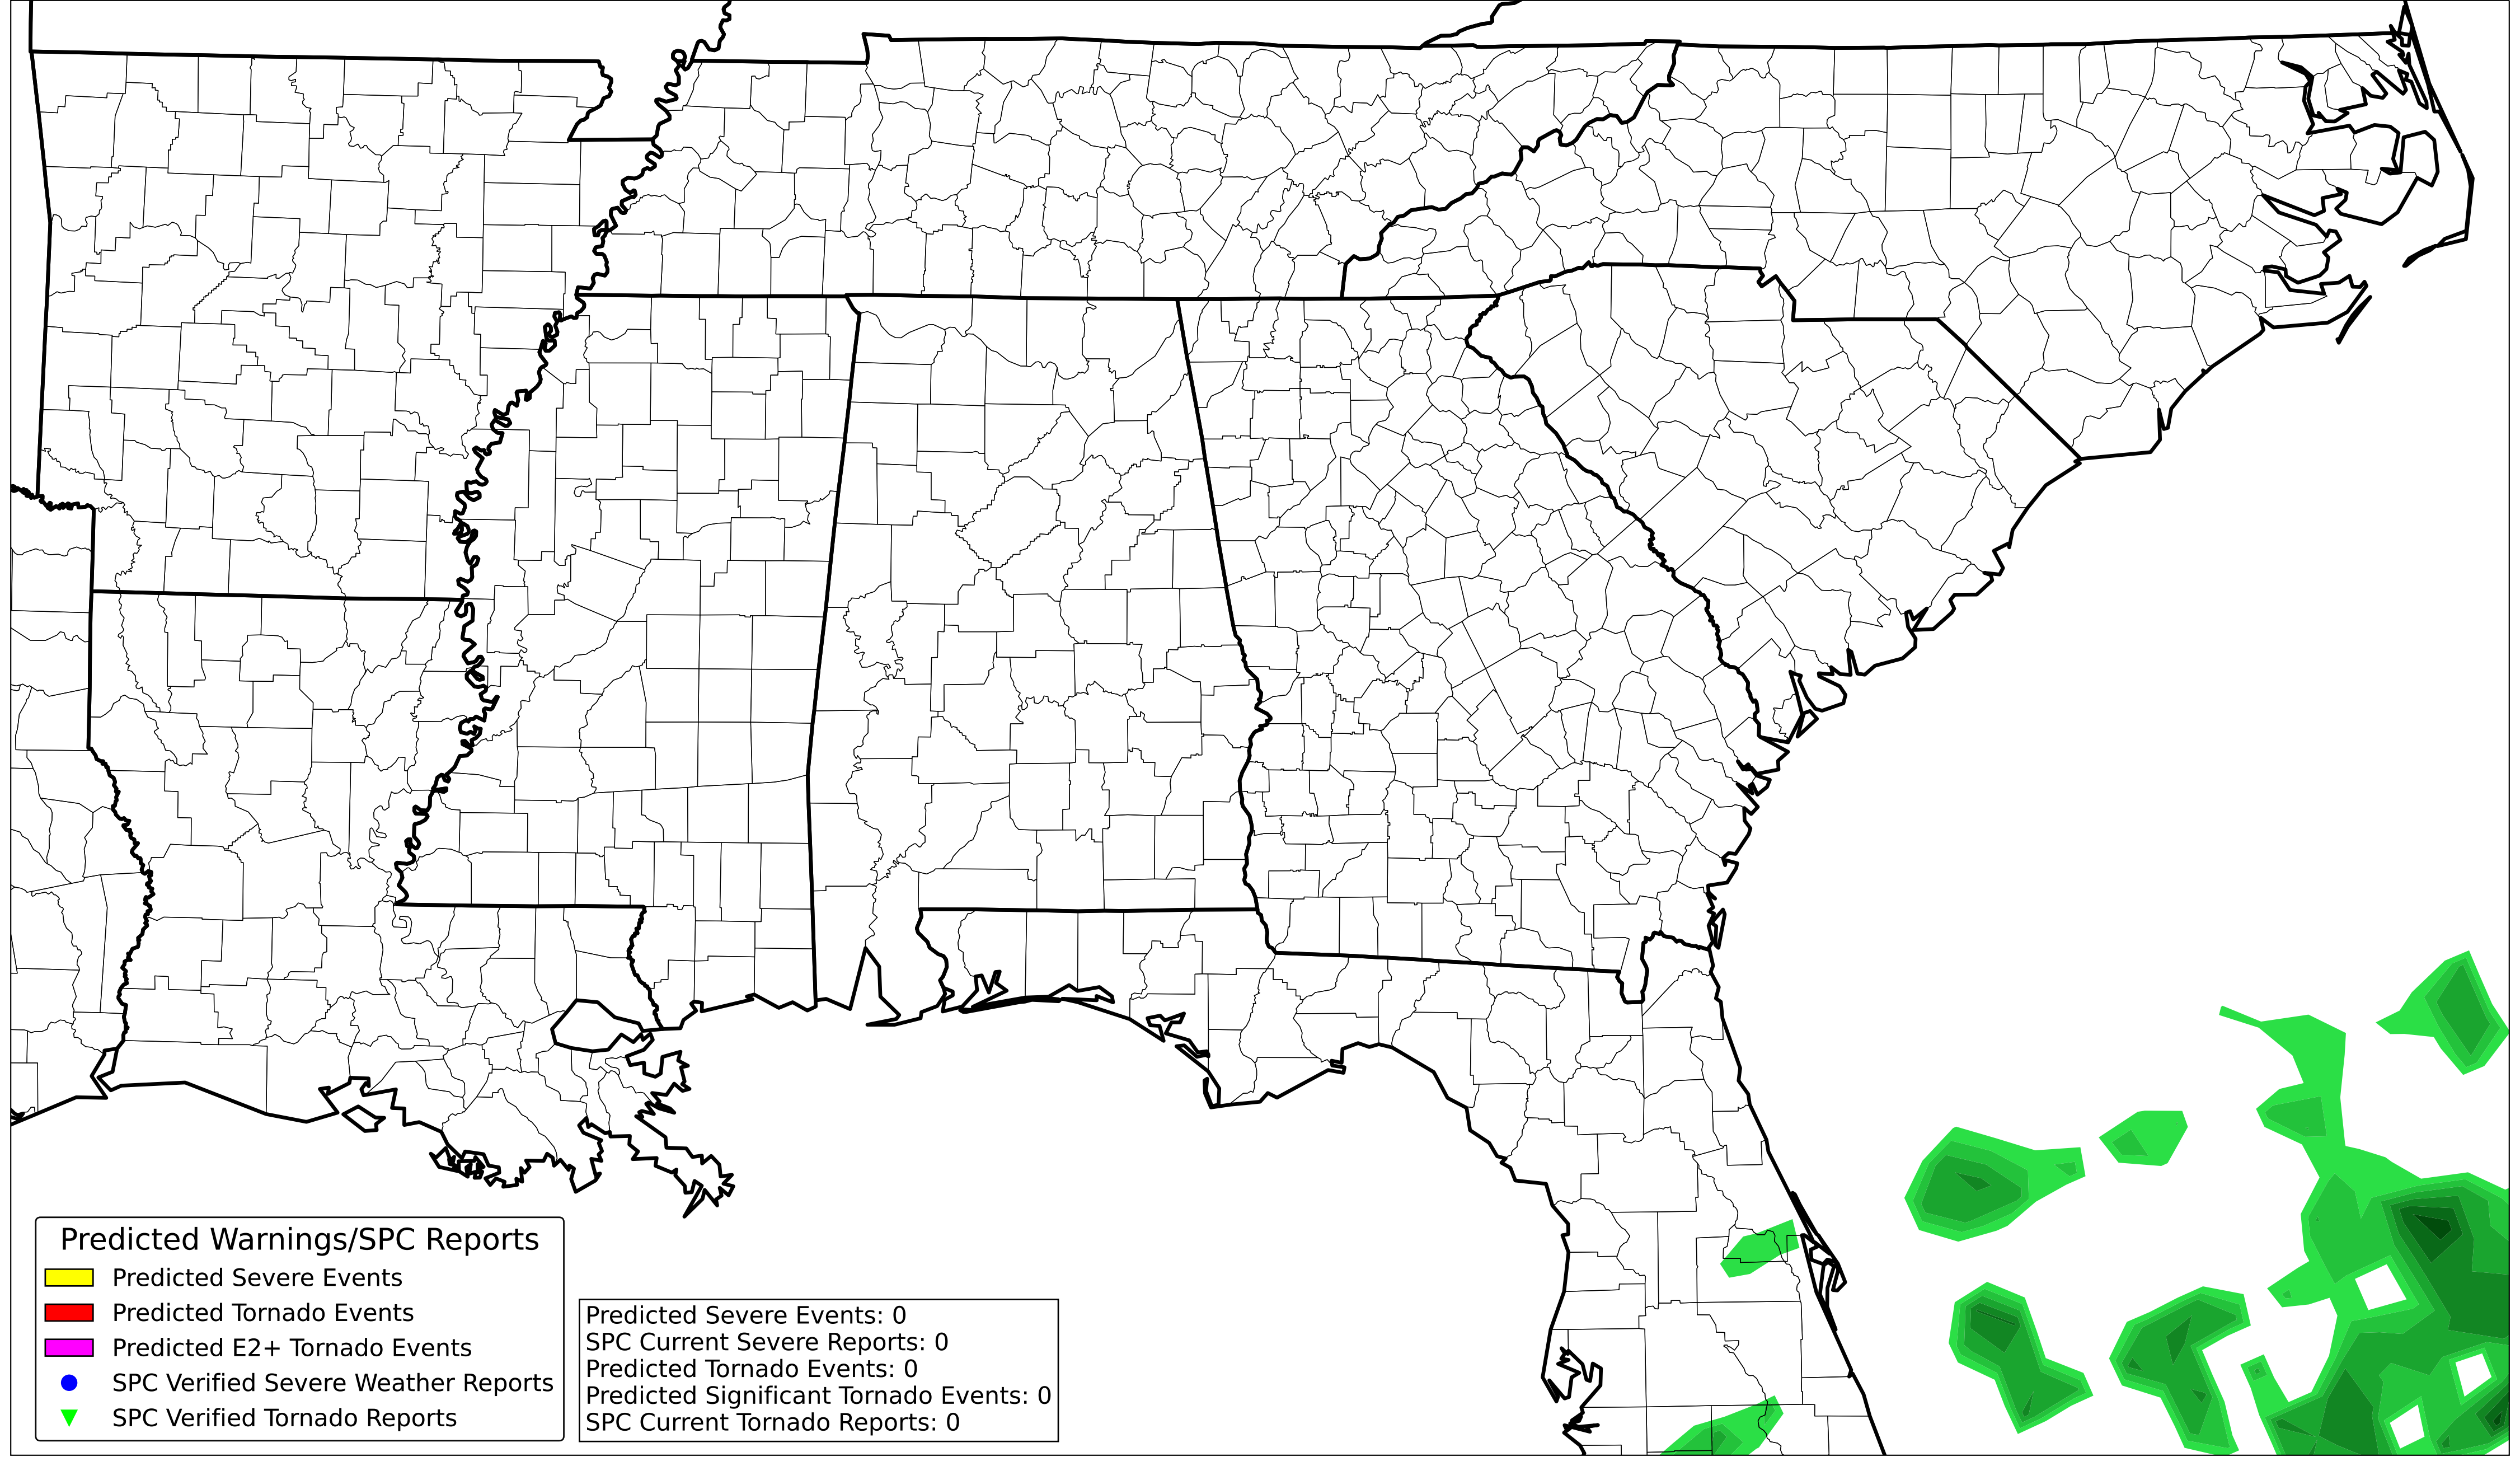 Predicted Warnings/SPC Reports
Predicted Severe Events
Predicted Tornado Events
Predicted E2+ Tornado Events
SPC Verified Severe Weather Reports
SPC Verified Tornado Reports
Predicted Severe Events: 0
SPC Current Severe Reports: 0
Predicted Tornado Events: 0
Predicted Significant Tornado Events: 0
SPC Current Tornado Reports: 0